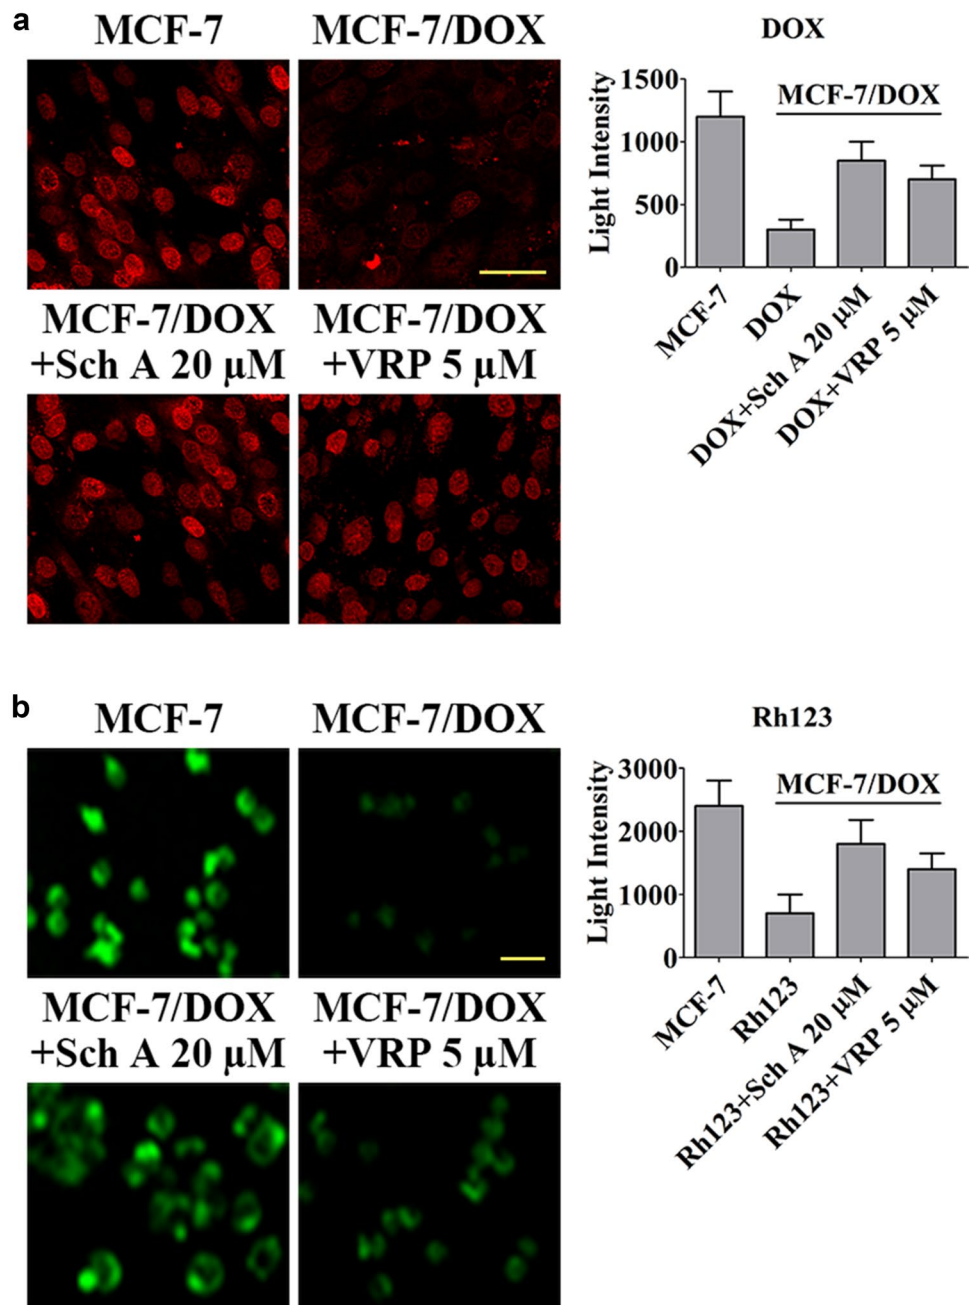 a
MCF-7
MCF-7/DOX
MCF-7/DOX
+Sch A 20 μM
MCF-7/DOX
+VRP 5 μM
DOX
MCF-7/DOX
Light Intensity
1500
1000
500
0
MCF-7
DOX
DOX+Sch A 20 μM
DOX+VRP 5 μM
b
MCF-7
MCF-7/DOX
MCF-7/DOX
+Sch A 20 μM
MCF-7/DOX
+VRP 5 μM
Rh123
MCF-7/DOX
Light Intensity
3000
2000
1000
0
MCF-7
Rh123
Rh123+Sch A 20 μM
Rh123+VRP 5 μM